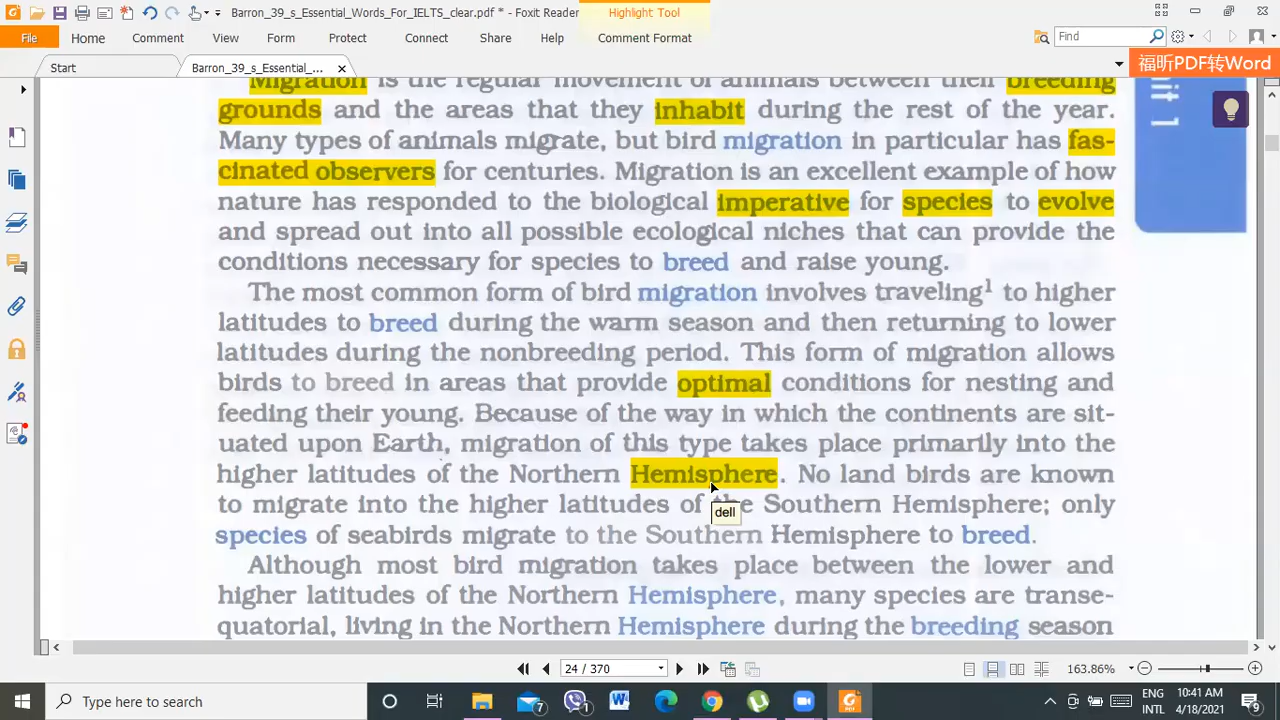 Barron_39_s_Essential_Words_For_IELTS_clear.pdf * - Foxit Reader
Highlight Tool
File Home Comment View Form Protect Connect Share Help Comment Format Find
Start Barron_39_s_Essential_...
福昕PDF转Word
Migration is the regular movement of animals between their breeding
grounds and the areas that they inhabit during the rest of the year.
Many types of animals migrate, but bird migration in particular has fas-
cinated observers for centuries. Migration is an excellent example of how
nature has responded to the biological imperative for species to evolve
and spread out into all possible ecological niches that can provide the
conditions necessary for species to breed and raise young.
The most common form of bird migration involves traveling1 to higher
latitudes to breed during the warm season and then returning to lower
latitudes during the nonbreeding period. This form of migration allows
birds to breed in areas that provide optimal conditions for nesting and
feeding their young. Because of the way in which the continents are sit-
uated upon Earth, migration of this type takes place primarily into the
higher latitudes of the Northern Hemisphere. No land birds are known
to migrate into the higher latitudes of the Southern Hemisphere; only
dell
species of seabirds migrate to the Southern Hemisphere to breed.
Although most bird migration takes place between the lower and
higher latitudes of the Northern Hemisphere, many species are transe-
quatorial, living in the Northern Hemisphere during the breeding season
24 / 370
163.86%
Type here to search
7
1
ENG
INTL
10:41 AM
4/18/2021
9